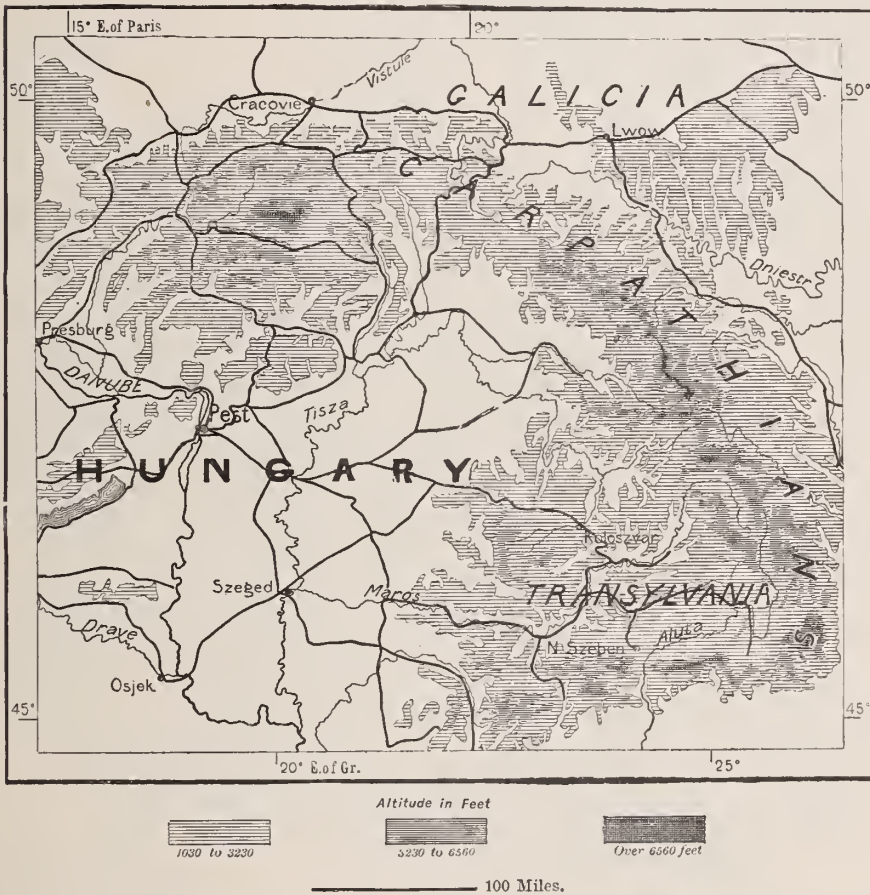 15° E.of Paris 20°
50° 50°
Cracovie
Vistule
GALICIA
Lwow
CARPATHIANS
Dniestr
Presburg
DANUBE
Pest
Tisza
HUNGARY
Koloszvar
Szeged
Maros
TRANSYLVANIA
Drave
N. Szeben
Aluta
Osjek
45° 45°
20° E.of Gr. 25°
Altitude in Feet
1030 to 3230 3230 to 6560 Over 6560 feet
100 Miles.